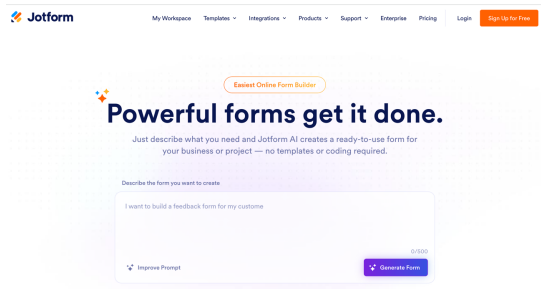 Jotform
My Workspace Templates Integrations Products Support Enterprise Pricing Login Sign Up for Free
Easiest Online Form Builder
Powerful forms get it done.
Just describe what you need and Jotform AI creates a ready-to-use form for
your business or project — no templates or coding required.
Describe the form you want to create
I want to build a feedback form for my custome
0/500
Improve Prompt Generate Form